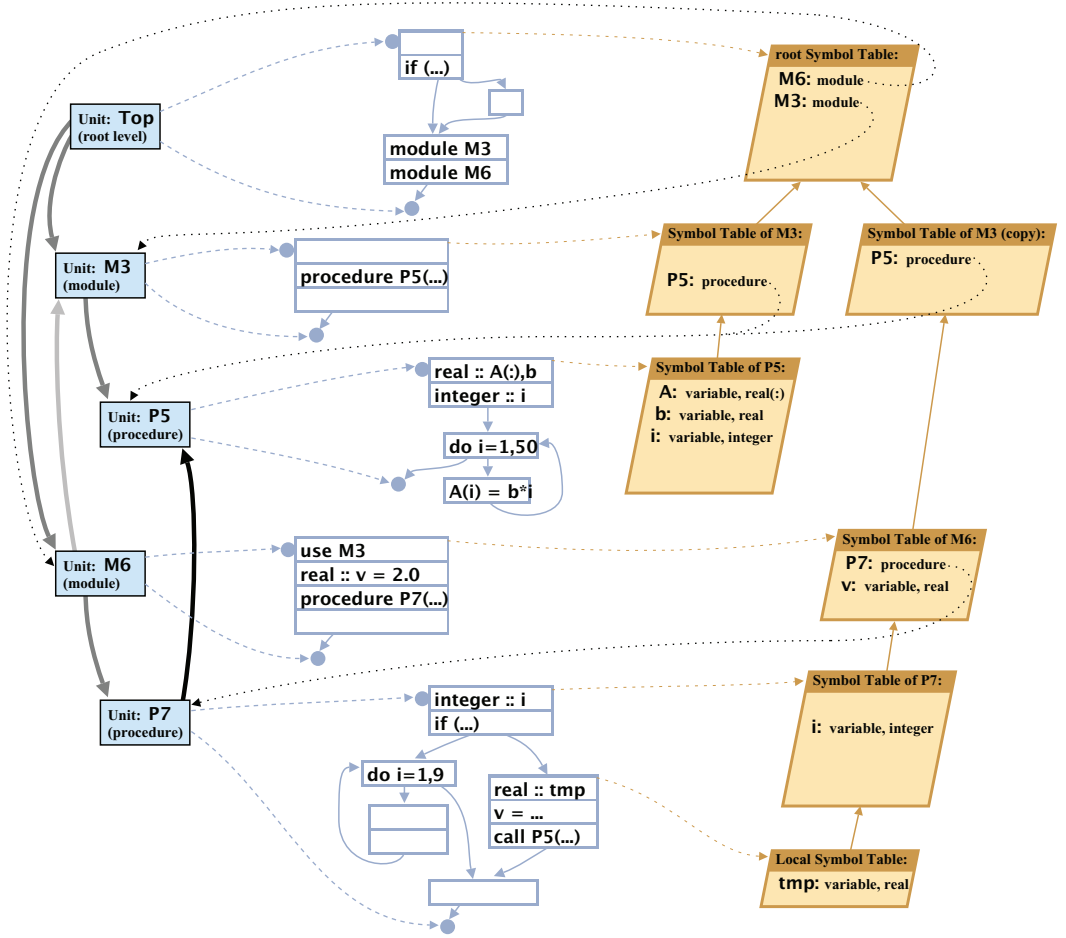 root Symbol Table:
M6: module
M3: module
if (...)
Unit: Top
(root level)
module M3
module M6
Symbol Table of M3:
P5: procedure
Symbol Table of M3 (copy):
P5: procedure
Unit: M3
(module)
procedure P5(...)
real :: A(:),b
integer :: i
do i=1,50
A(i) = b*i
Symbol Table of P5:
A: variable, real(:)
b: variable, real
i: variable, integer
Unit: P5
(procedure)
Unit: M6
(module)
use M3
real :: v = 2.0
procedure P7(...)
Symbol Table of M6:
P7: procedure
v: variable, real
Unit: P7
(procedure)
integer :: i
if (...)
do i=1,9
real :: tmp
v = ...
call P5(...)
Symbol Table of P7:
i: variable, integer
Local Symbol Table:
tmp: variable, real